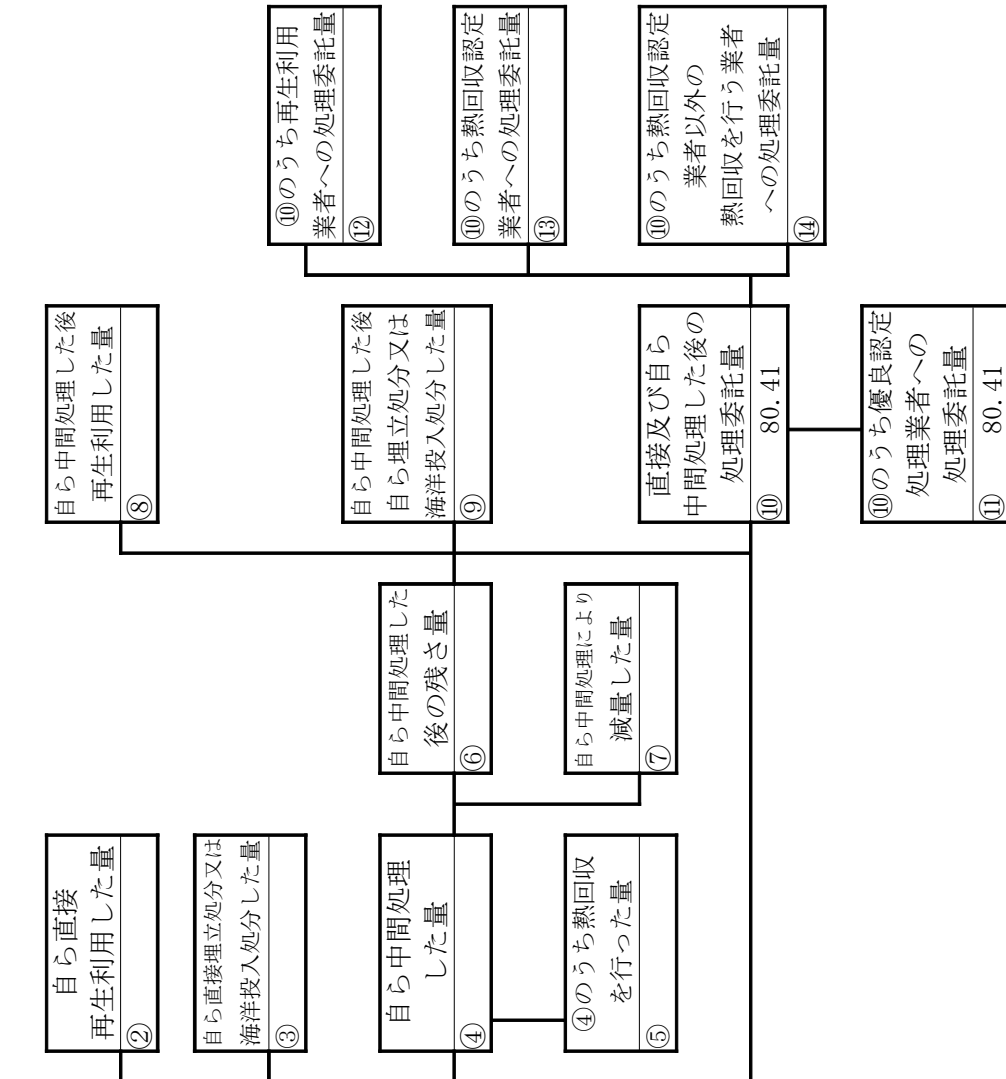 自ら直接
再生利用した量
②
自ら直接埋立処分又は
海洋投入処分した量
③
自ら中間処理
した量
④
④のうち熱回収
を行った量
⑤
自ら中間処理した
後の残さ量
⑥
自ら中間処理により
減量した量
⑦
自ら中間処理した後
再生利用した量
⑧
自ら中間処理した後
自ら埋立処分又は
海洋投入処分した量
⑨
直接及び自ら
中間処理した後の
処理委託量
⑩ 80.41
⑩のうち優良認定
処理業者への
処理委託量
⑪ 80.41
⑩のうち再生利用
業者への処理委託量
⑫
⑩のうち熱回収認定
業者への処理委託量
⑬
⑩のうち熱回収認定
業者以外の
熱回収を行う業者
への処理委託量
⑭